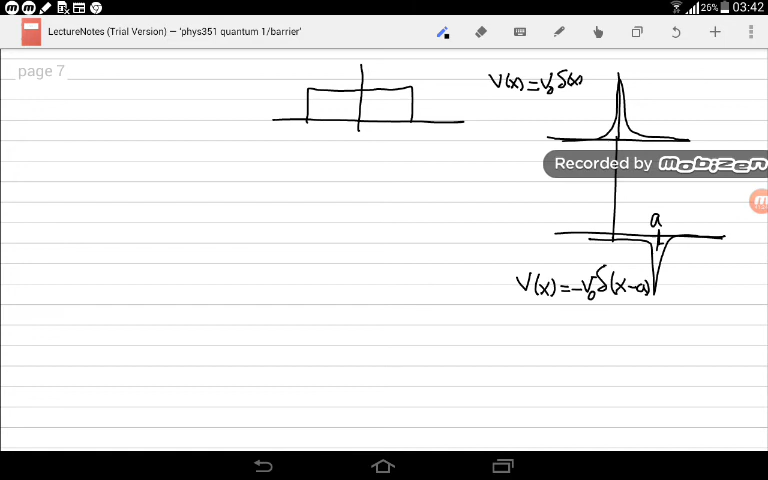 26% 03:42
LectureNotes (Trial Version) — 'phys351 quantum 1/barrier'
page 7
V(x)=V₀δ(x)
Recorded by mobizen
a
V(x)=-V₀δ(x-a)